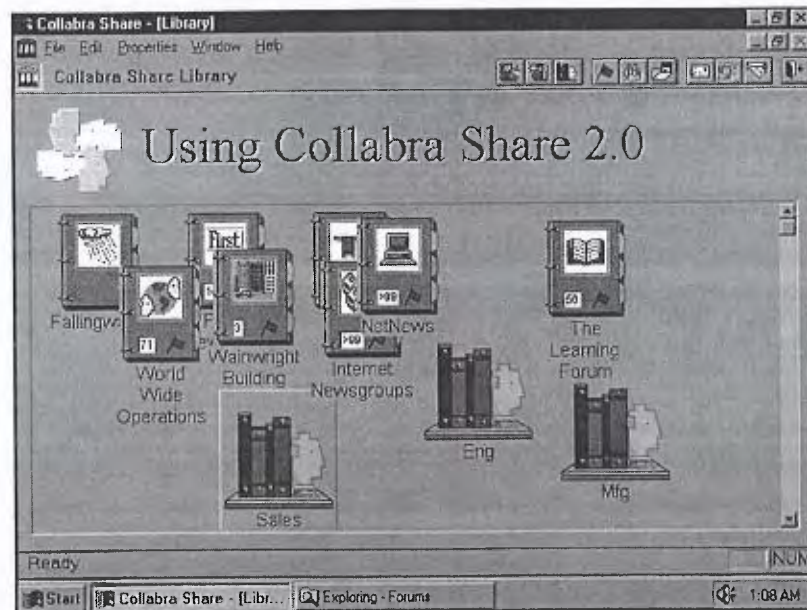 Collabra Share - [Library]
File Edit Properties Window Help
Collabra Share Library
Using Collabra Share 2.0
First!
71
>99
>99
50
NetNews
Wainwright
Building
World
Wide
Operations
Internet
Newsgroups
The
Learning
Forum
Eng
Mfg
Sales
Ready
NUM
Start
Collabra Share - [Libr...
Exploring - Forums
1:08 AM